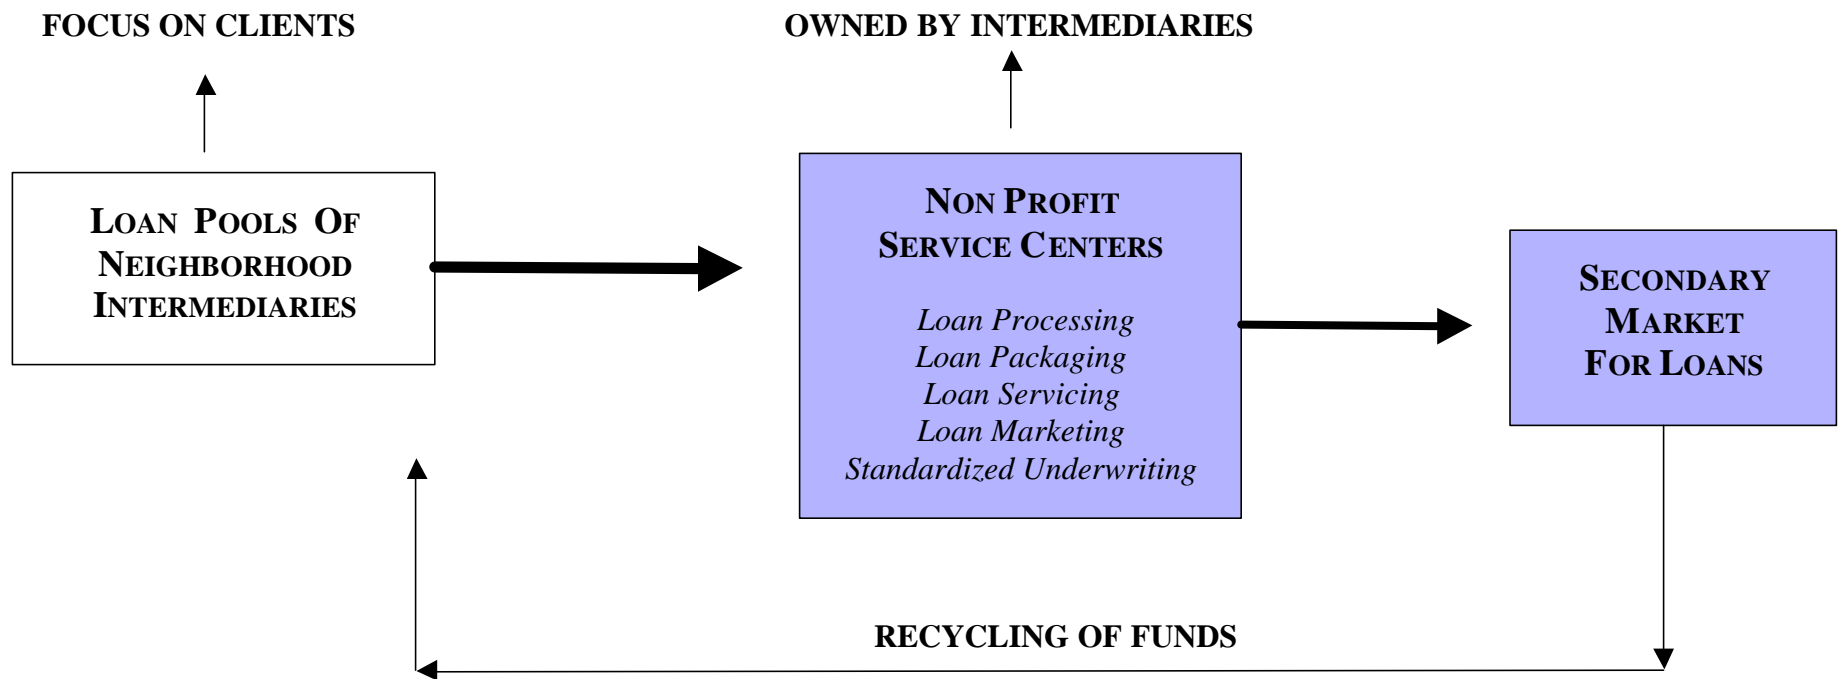 FOCUS ON CLIENTS
OWNED BY INTERMEDIARIES
LOAN POOLS OF
NEIGHBORHOOD
INTERMEDIARIES
NON PROFIT
SERVICE CENTERS
Loan Processing
Loan Packaging
Loan Servicing
Loan Marketing
Standardized Underwriting
SECONDARY
MARKET
FOR LOANS
RECYCLING OF FUNDS